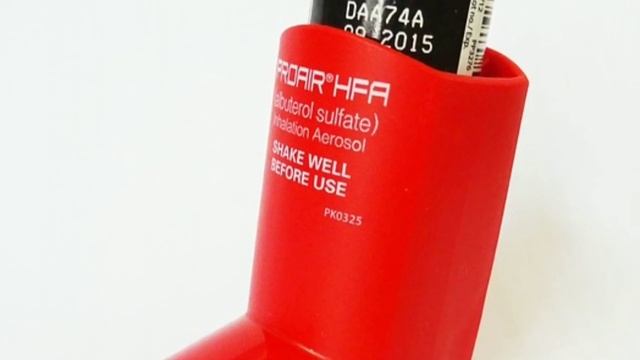 DAA74A
09 2015
PROAIR® HFA
(albuterol sulfate)
Inhalation Aerosol
SHAKE WELL
BEFORE USE
PK0325